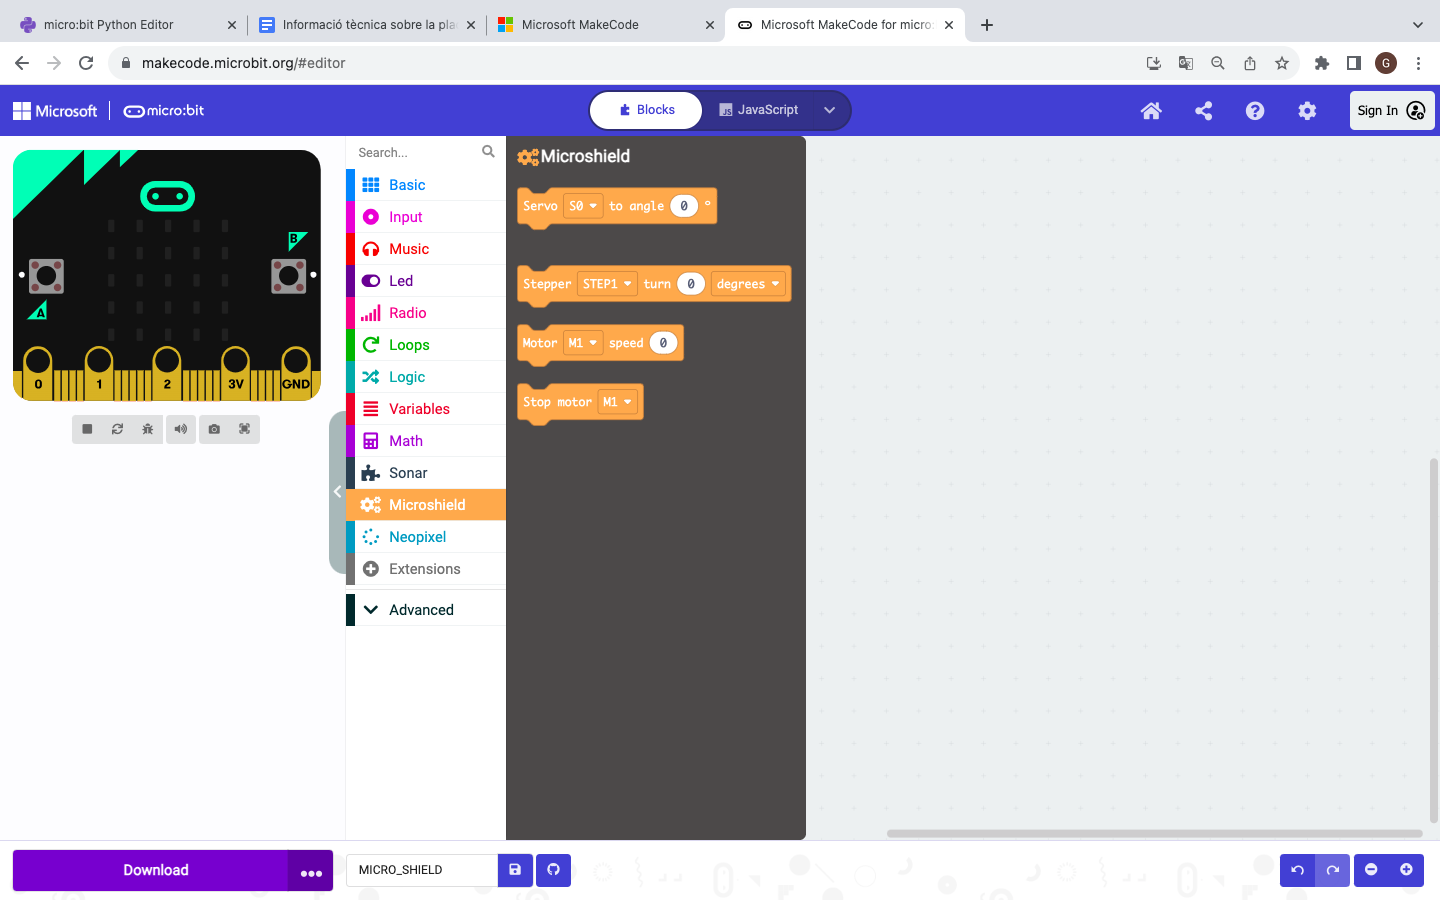 micro:bit Python Editor
Informació tècnica sobre la pla
Microsoft MakeCode
Microsoft MakeCode for micro:
makecode.microbit.org/#editor
G
Microsoft
micro:bit
Blocks
JavaScript
Sign In
Search...
Basic
Input
Music
Led
Radio
Loops
Logic
Variables
Math
Sonar
Microshield
Neopixel
Extensions
Advanced
Microshield
Servo S0 to angle 0 °
Stepper STEP1 turn 0 degrees
Motor M1 speed 0
Stop motor M1
B
A
0 1 2 3V GND
Download
MICRO_SHIELD